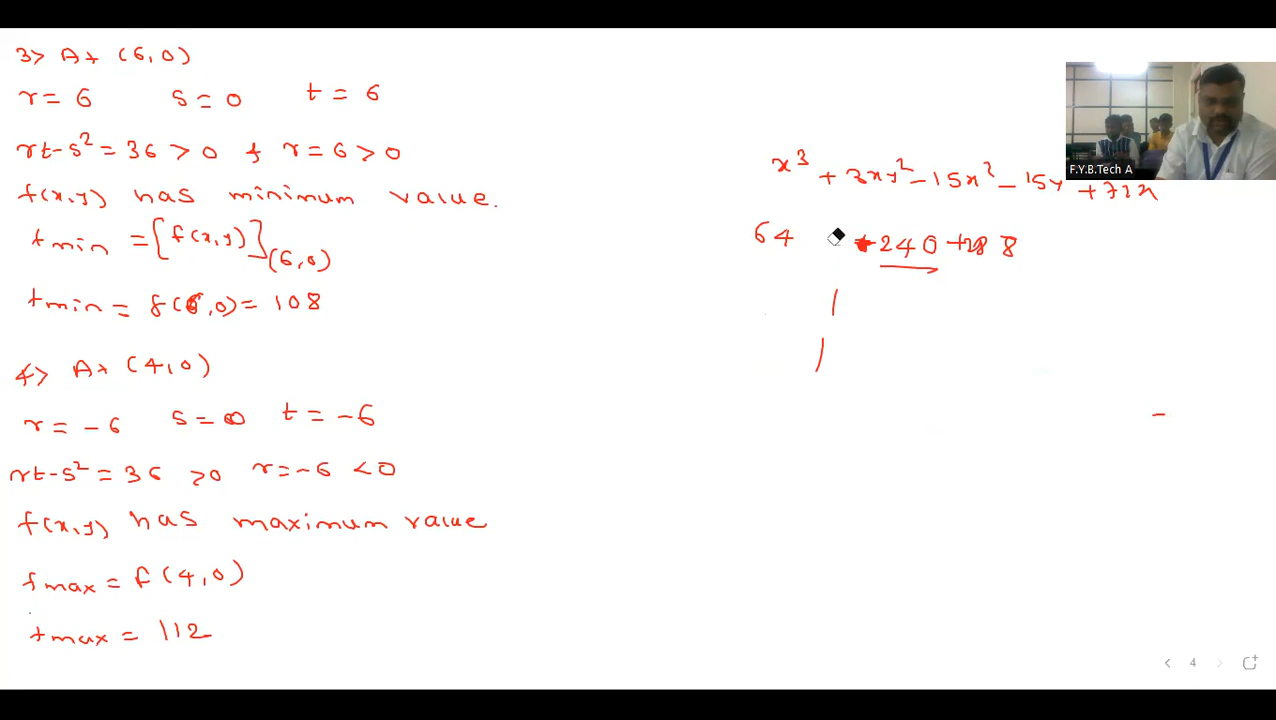 3> At (6,0)
r = 6 s = 0 t = 6
rt-s² = 36 > 0 & r = 6 > 0
f(x,y) has minimum value.
fmin = [f(x,y)](6,0)
fmin = f(6,0) = 108
4> At (4,0)
r = -6 s = 0 t = -6
rt-s² = 36 >0 r = -6 <0
f(x,y) has maximum value
fmax = f(4,0)
fmax = 112
x³ + 3xy² - 15x² - 15y + 72x
64 240 + 288
F.Y.B.Tech A
4